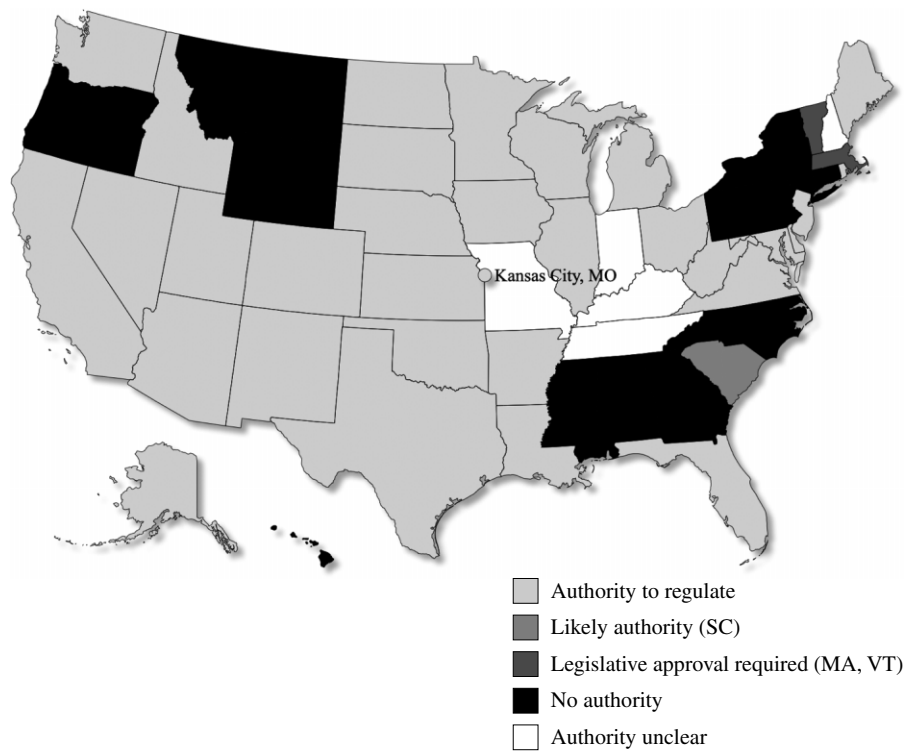 Kansas City, MO
Authority to regulate
Likely authority (SC)
Legislative approval required (MA, VT)
No authority
Authority unclear